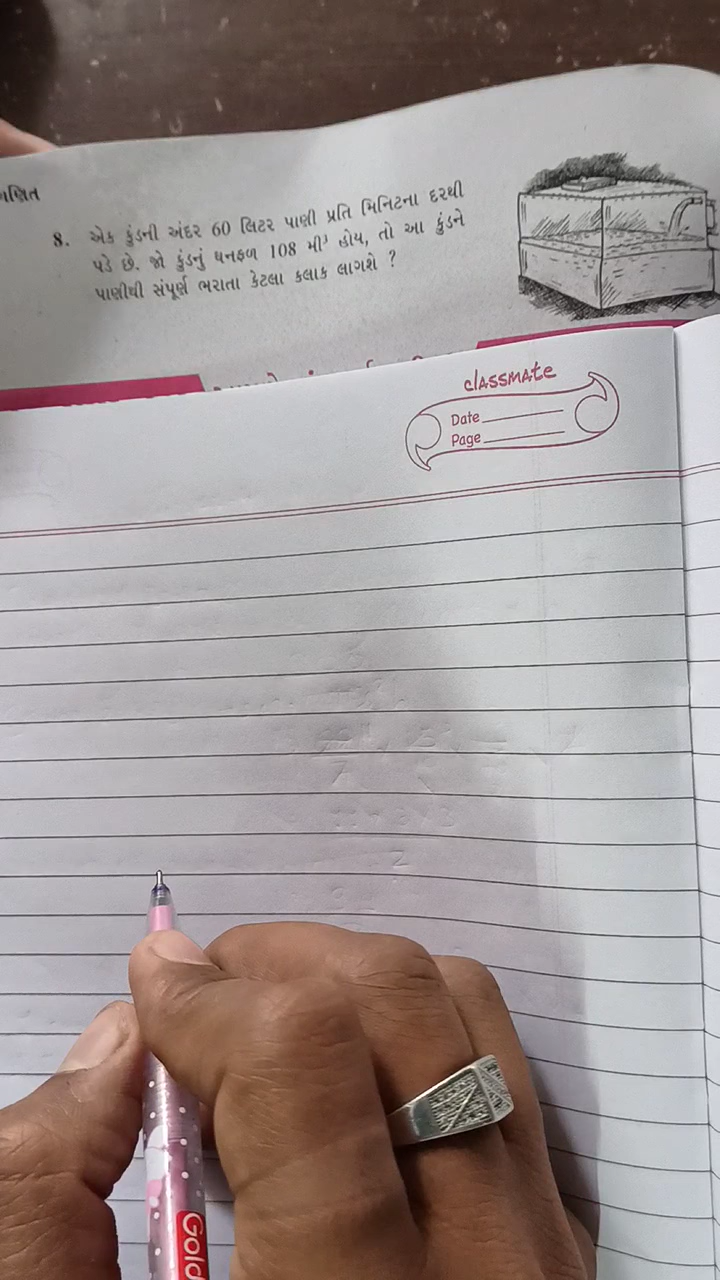 ગણિત
8. એક કુંડની અંદર 60 લિટર પાણી પ્રતિ મિનિટના દરથી
પડે છે. જો કુંડનું ઘનફળ 108 મી³ હોય, તો આ કુંડને
પાણીથી સંપૂર્ણ ભરાતા કેટલા કલાક લાગશે ?
classmate
Date
Page
Gold